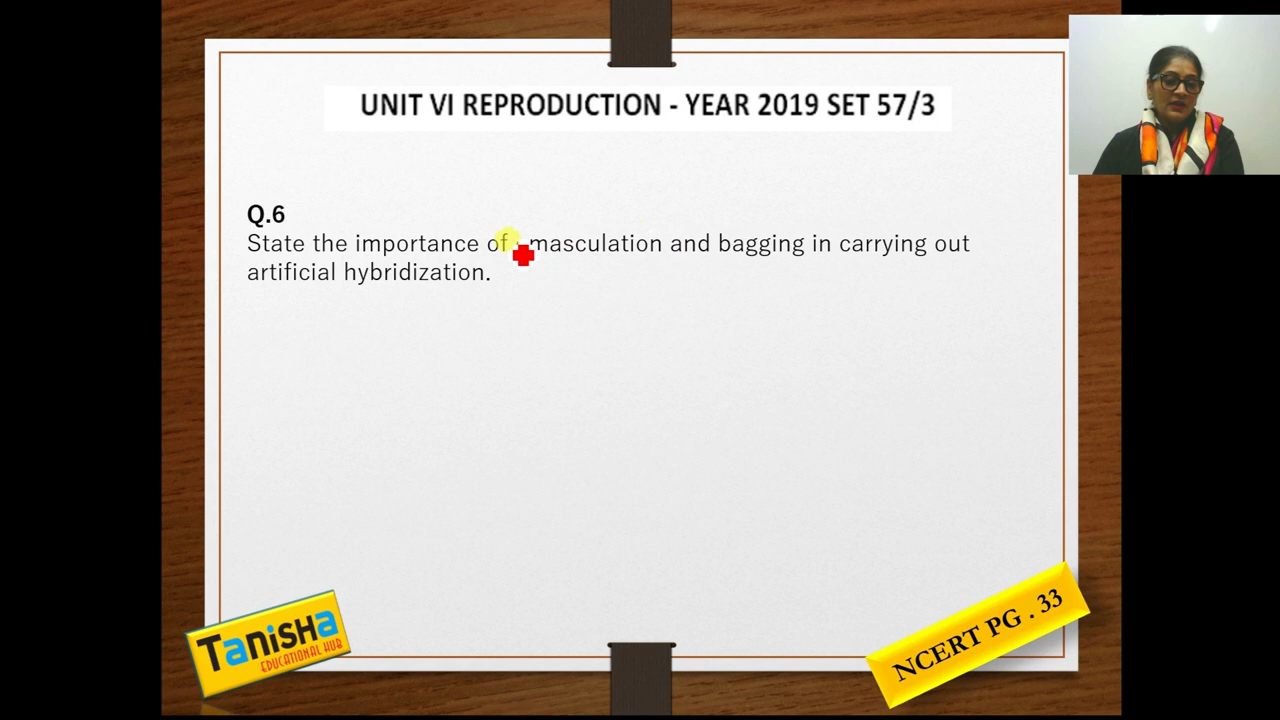 UNIT VI REPRODUCTION - YEAR 2019 SET 57/3
Q.6
State the importance of masculation and bagging in carrying out
artificial hybridization.
TanisHa
EDUCATIONAL HUB
NCERT PG . 33